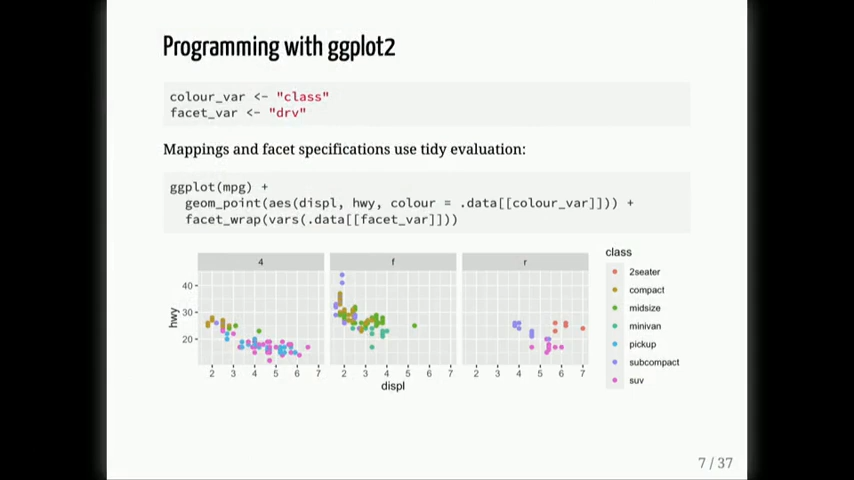 Programming with ggplot2
colour_var <- "class"
facet_var <- "drv"
Mappings and facet specifications use tidy evaluation:
ggplot(mpg) +
geom_point(aes(displ, hwy, colour = .data[[colour_var]])) +
facet_wrap(vars(.data[[facet_var]]))
4 f r
class
2seater
compact
midsize
minivan
pickup
subcompact
suv
hwy
40
30
20
2 3 4 5 6 7 2 3 4 5 6 7 2 3 4 5 6 7
displ
7 / 37